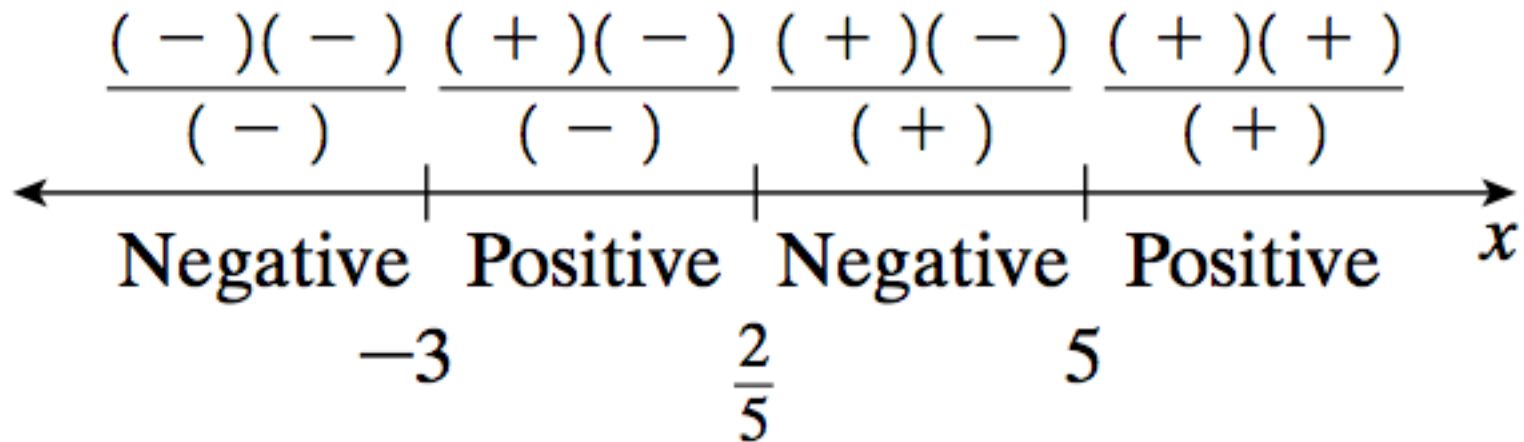 ( − )( − ) ( + )( − ) ( + )( − ) ( + )( + )
( − ) ( − ) ( + ) ( + )
Negative Positive Negative Positive x
−3 2/5 5